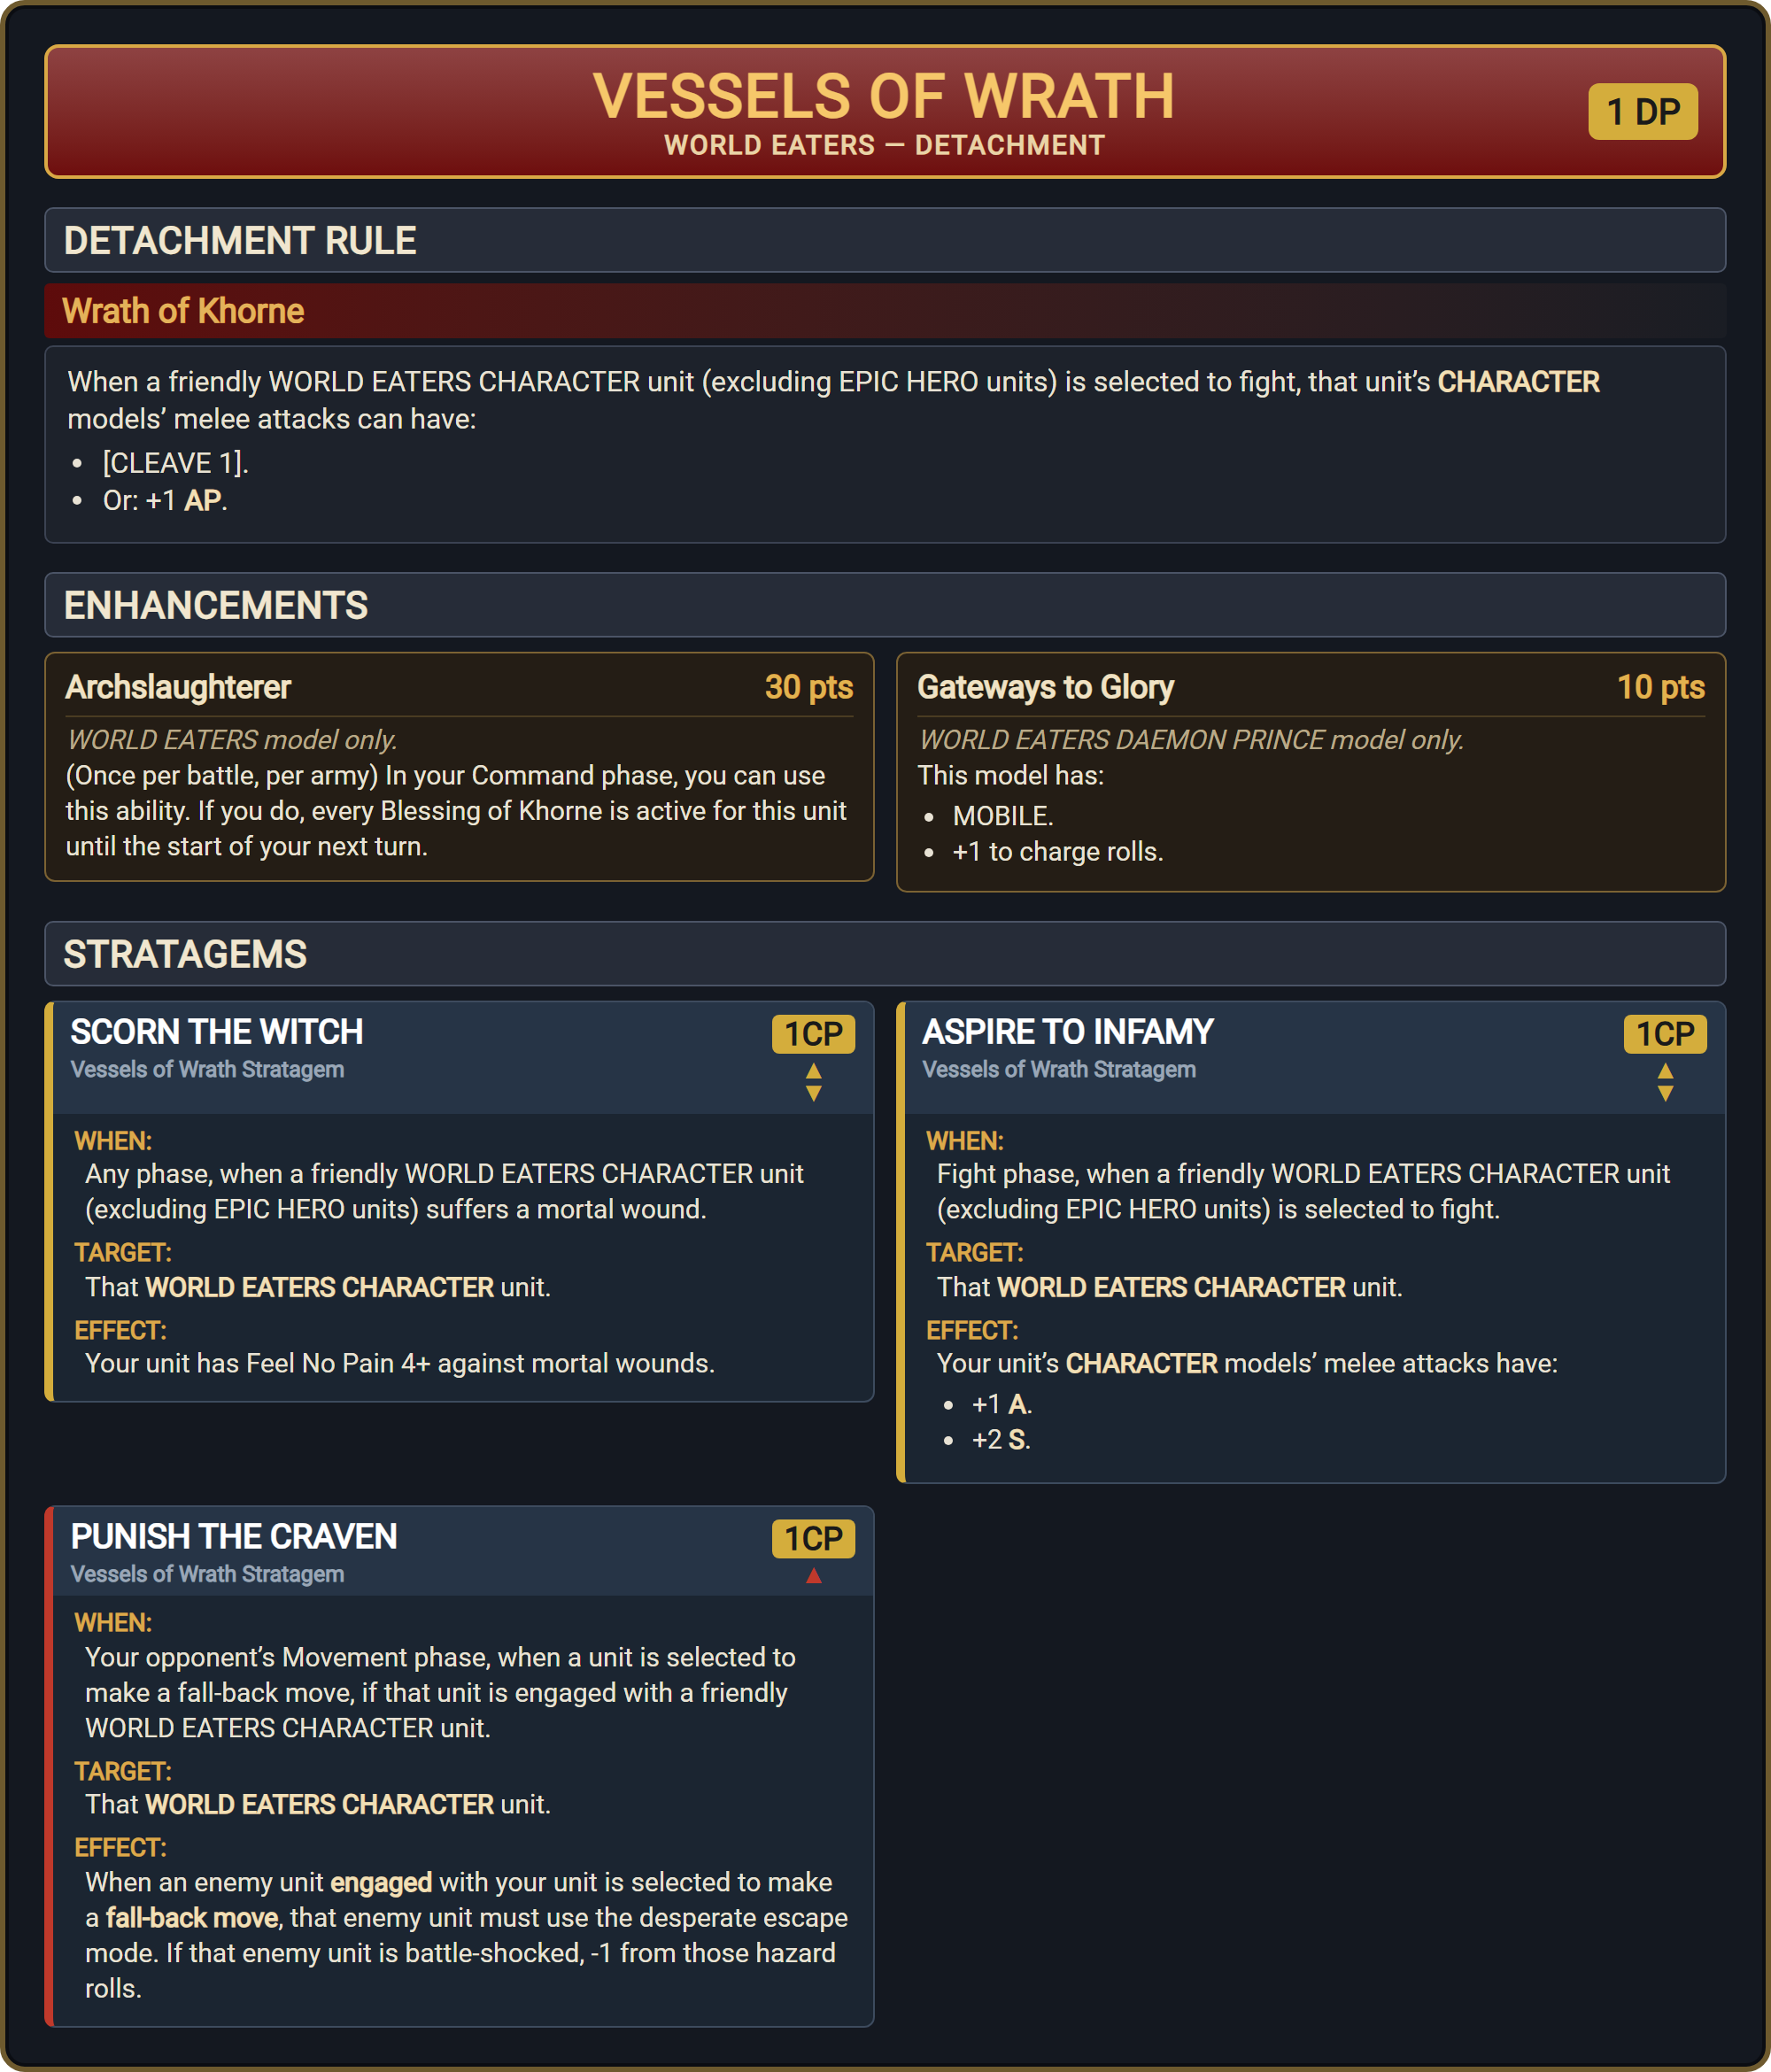 VESSELS OF WRATH
WORLD EATERS — DETACHMENT
1 DP
DETACHMENT RULE
Wrath of Khorne
When a friendly WORLD EATERS CHARACTER unit (excluding EPIC HERO units) is selected to fight, that unit’s CHARACTER
models’ melee attacks can have:
• [CLEAVE 1].
• Or: +1 AP.
ENHANCEMENTS
Archslaughterer
30 pts
WORLD EATERS model only.
(Once per battle, per army) In your Command phase, you can use
this ability. If you do, every Blessing of Khorne is active for this unit
until the start of your next turn.
Gateways to Glory
10 pts
WORLD EATERS DAEMON PRINCE model only.
This model has:
• MOBILE.
• +1 to charge rolls.
STRATAGEMS
SCORN THE WITCH
1CP
Vessels of Wrath Stratagem
▲
▼
WHEN:
Any phase, when a friendly WORLD EATERS CHARACTER unit
(excluding EPIC HERO units) suffers a mortal wound.
TARGET:
That WORLD EATERS CHARACTER unit.
EFFECT:
Your unit has Feel No Pain 4+ against mortal wounds.
ASPIRE TO INFAMY
1CP
Vessels of Wrath Stratagem
▲
▼
WHEN:
Fight phase, when a friendly WORLD EATERS CHARACTER unit
(excluding EPIC HERO units) is selected to fight.
TARGET:
That WORLD EATERS CHARACTER unit.
EFFECT:
Your unit’s CHARACTER models’ melee attacks have:
• +1 A.
• +2 S.
PUNISH THE CRAVEN
1CP
Vessels of Wrath Stratagem
▲
WHEN:
Your opponent’s Movement phase, when a unit is selected to
make a fall-back move, if that unit is engaged with a friendly
WORLD EATERS CHARACTER unit.
TARGET:
That WORLD EATERS CHARACTER unit.
EFFECT:
When an enemy unit engaged with your unit is selected to make
a fall-back move, that enemy unit must use the desperate escape
mode. If that enemy unit is battle-shocked, -1 from those hazard
rolls.